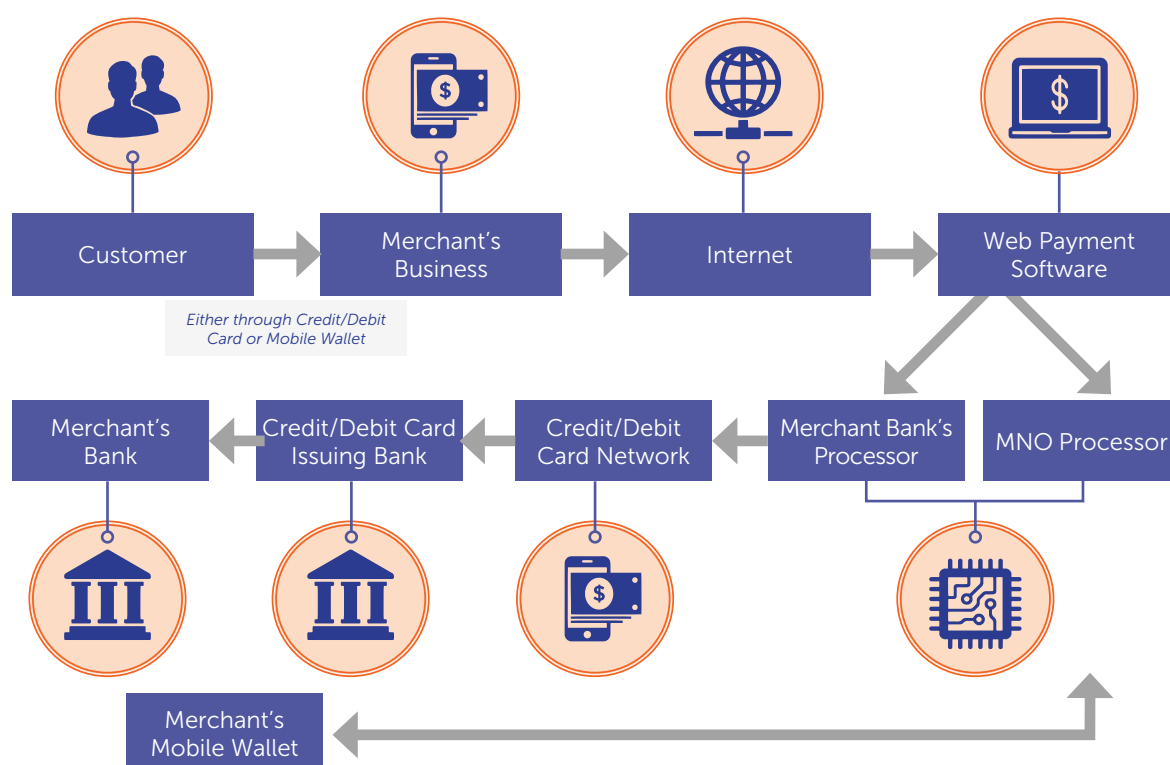 Customer
Merchant's
Business
Internet
Web Payment
Software
Either through Credit/Debit
Card or Mobile Wallet
Merchant's
Bank
Credit/Debit Card
Issuing Bank
Credit/Debit
Card Network
Merchant Bank's
Processor
MNO Processor
Merchant's
Mobile Wallet